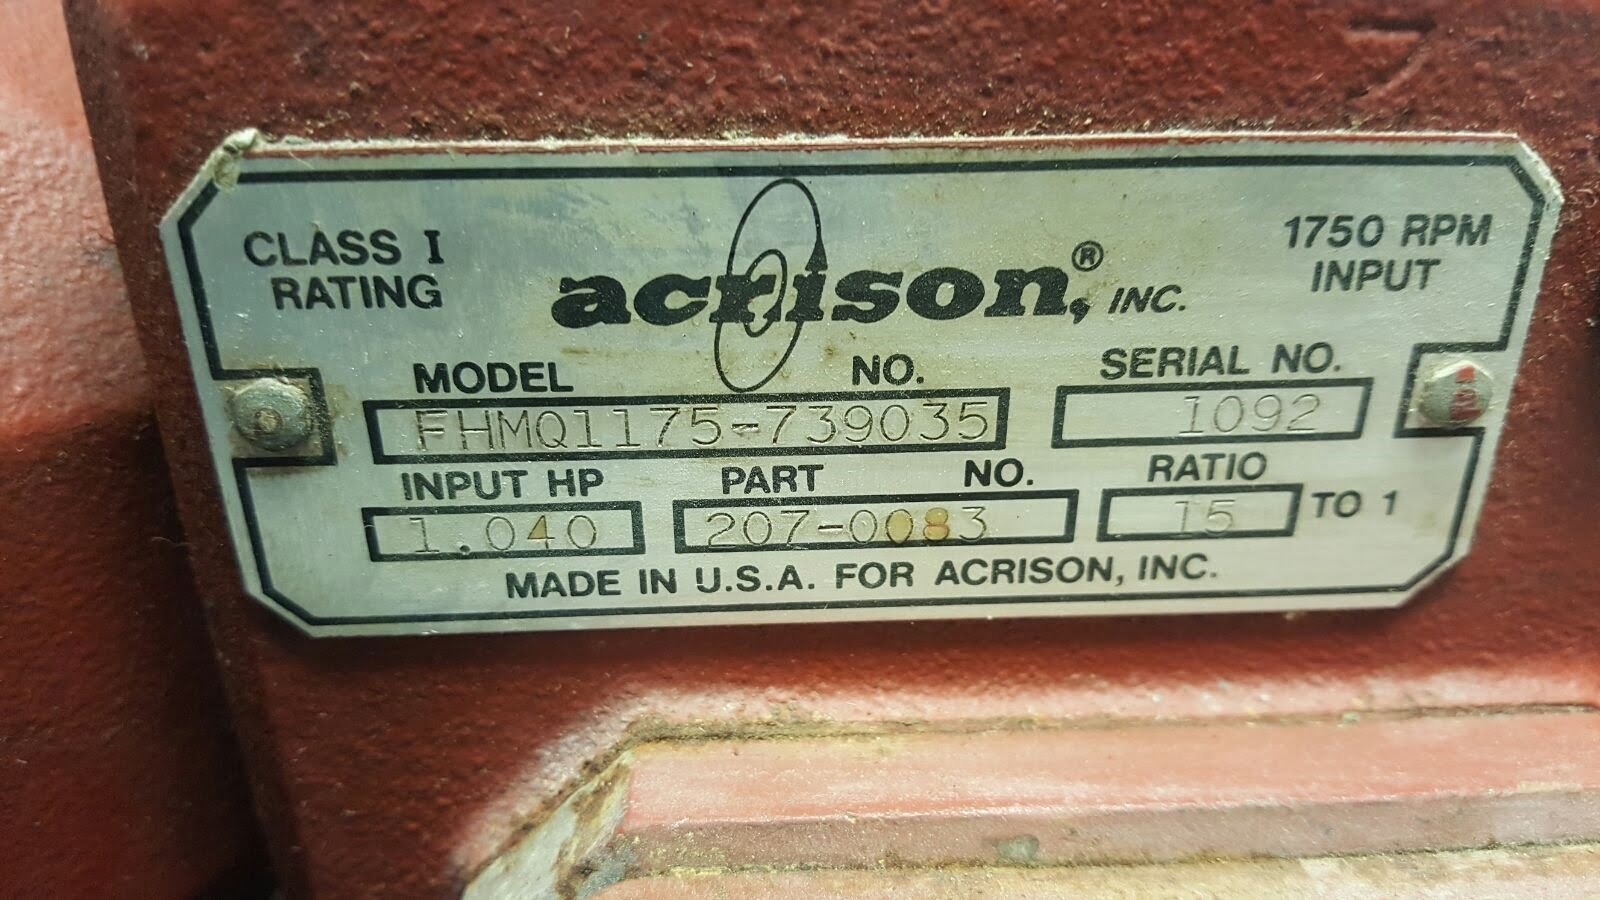 CLASS I
RATING
acrison,® INC.
1750 RPM
INPUT
MODEL NO.
SERIAL NO.
FHMQ1175-739035
1092
INPUT HP
PART NO.
RATIO
1.040
207-0083
15 TO 1
MADE IN U.S.A. FOR ACRISON, INC.